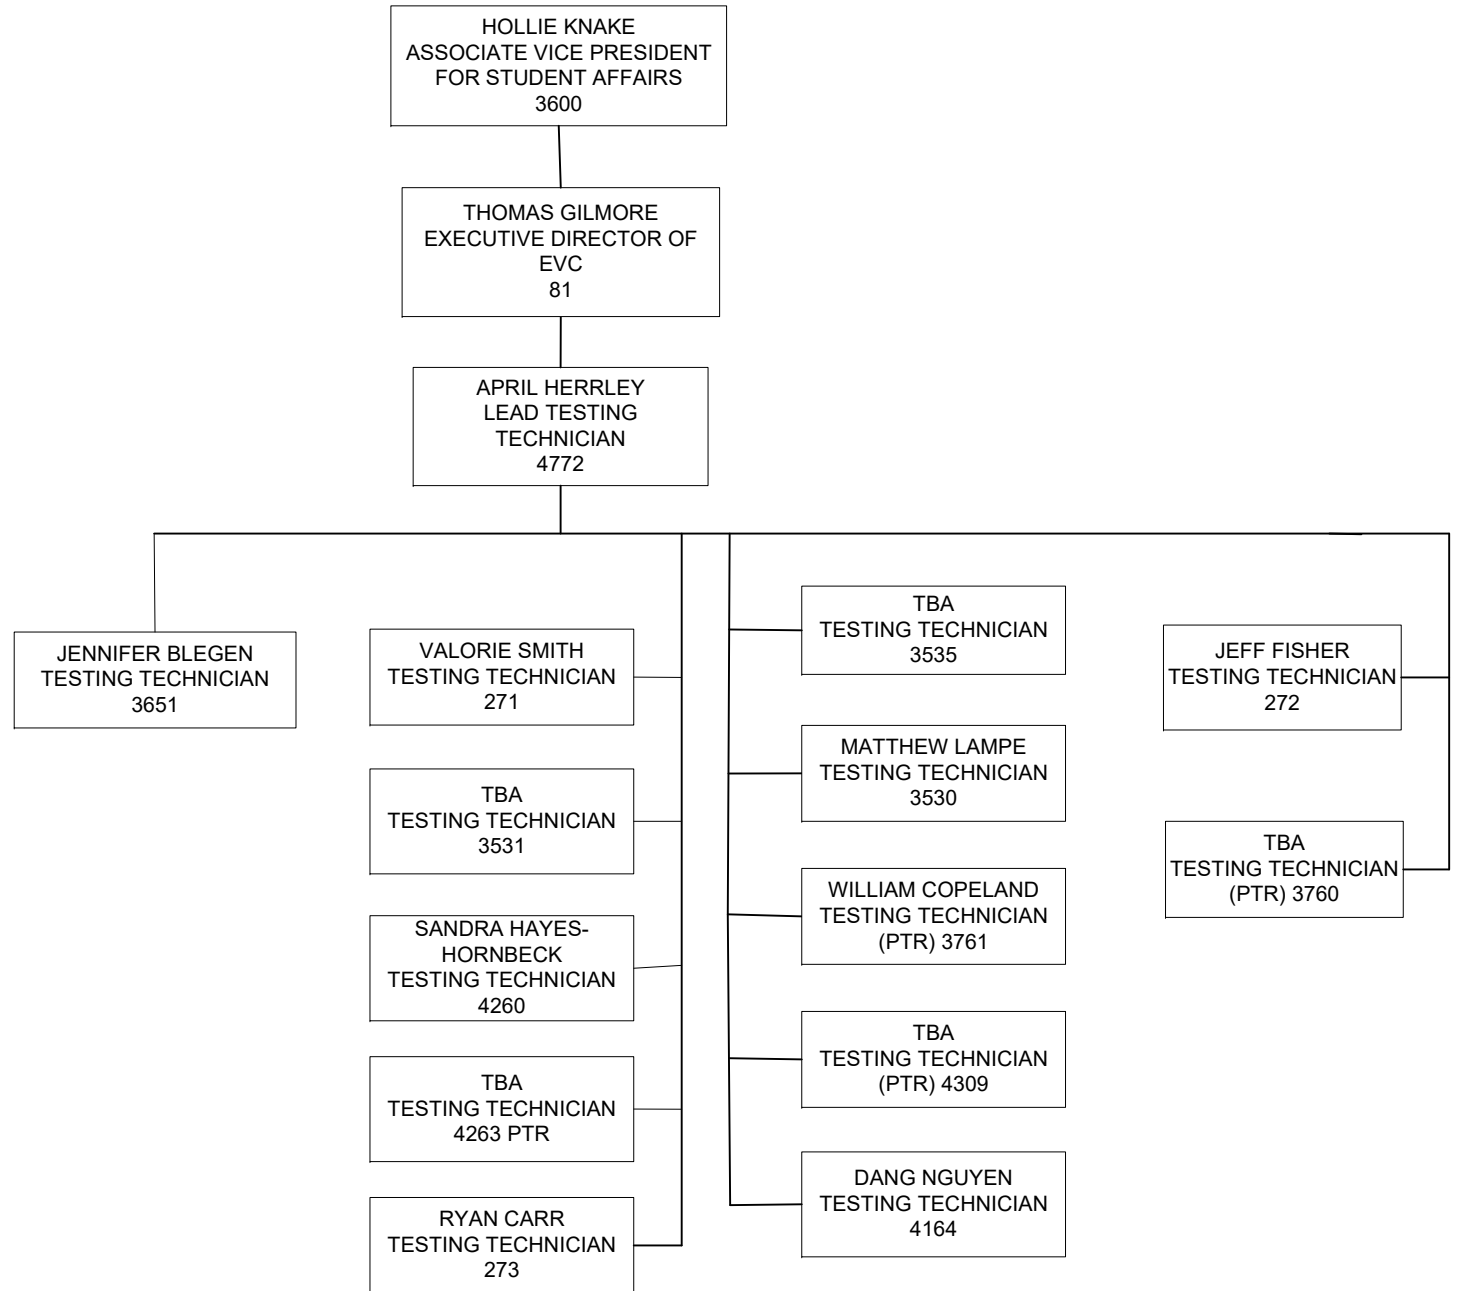 HOLLIE KNAKE
ASSOCIATE VICE PRESIDENT
FOR STUDENT AFFAIRS
3600
THOMAS GILMORE
EXECUTIVE DIRECTOR OF
EVC
81
APRIL HERRLEY
LEAD TESTING
TECHNICIAN
4772
JENNIFER BLEGEN
TESTING TECHNICIAN
3651
VALORIE SMITH
TESTING TECHNICIAN
271
TBA
TESTING TECHNICIAN
3531
SANDRA HAYES-
HORNBECK
TESTING TECHNICIAN
4260
TBA
TESTING TECHNICIAN
4263 PTR
RYAN CARR
TESTING TECHNICIAN
273
TBA
TESTING TECHNICIAN
3535
MATTHEW LAMPE
TESTING TECHNICIAN
3530
WILLIAM COPELAND
TESTING TECHNICIAN
(PTR) 3761
TBA
TESTING TECHNICIAN
(PTR) 4309
DANG NGUYEN
TESTING TECHNICIAN
4164
JEFF FISHER
TESTING TECHNICIAN
272
TBA
TESTING TECHNICIAN
(PTR) 3760